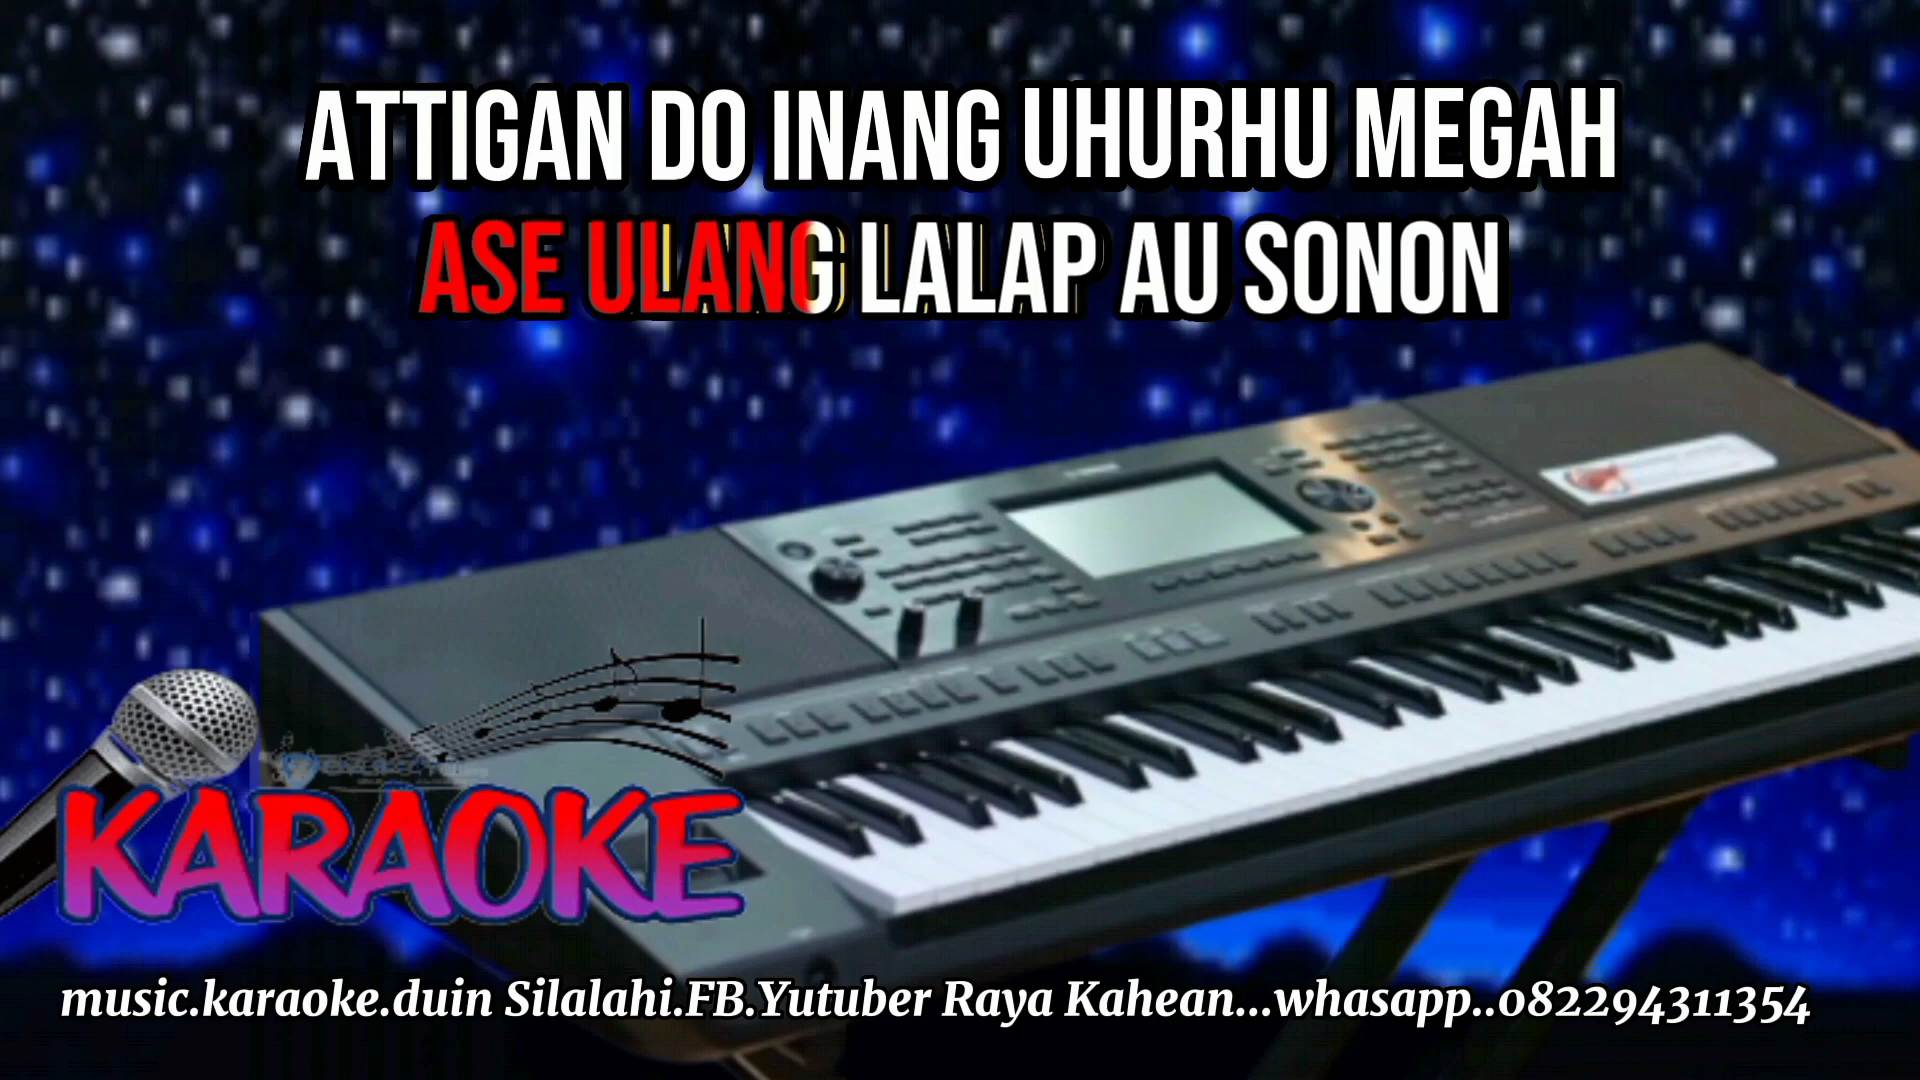 ATTIGAN DO INANG UHURHU MEGAH
ASE ULANG LALAP AU SONON
KARAOKE
music.karaoke.duin Silalahi.FB.Yutuber Raya Kahean...whasapp..082294311354